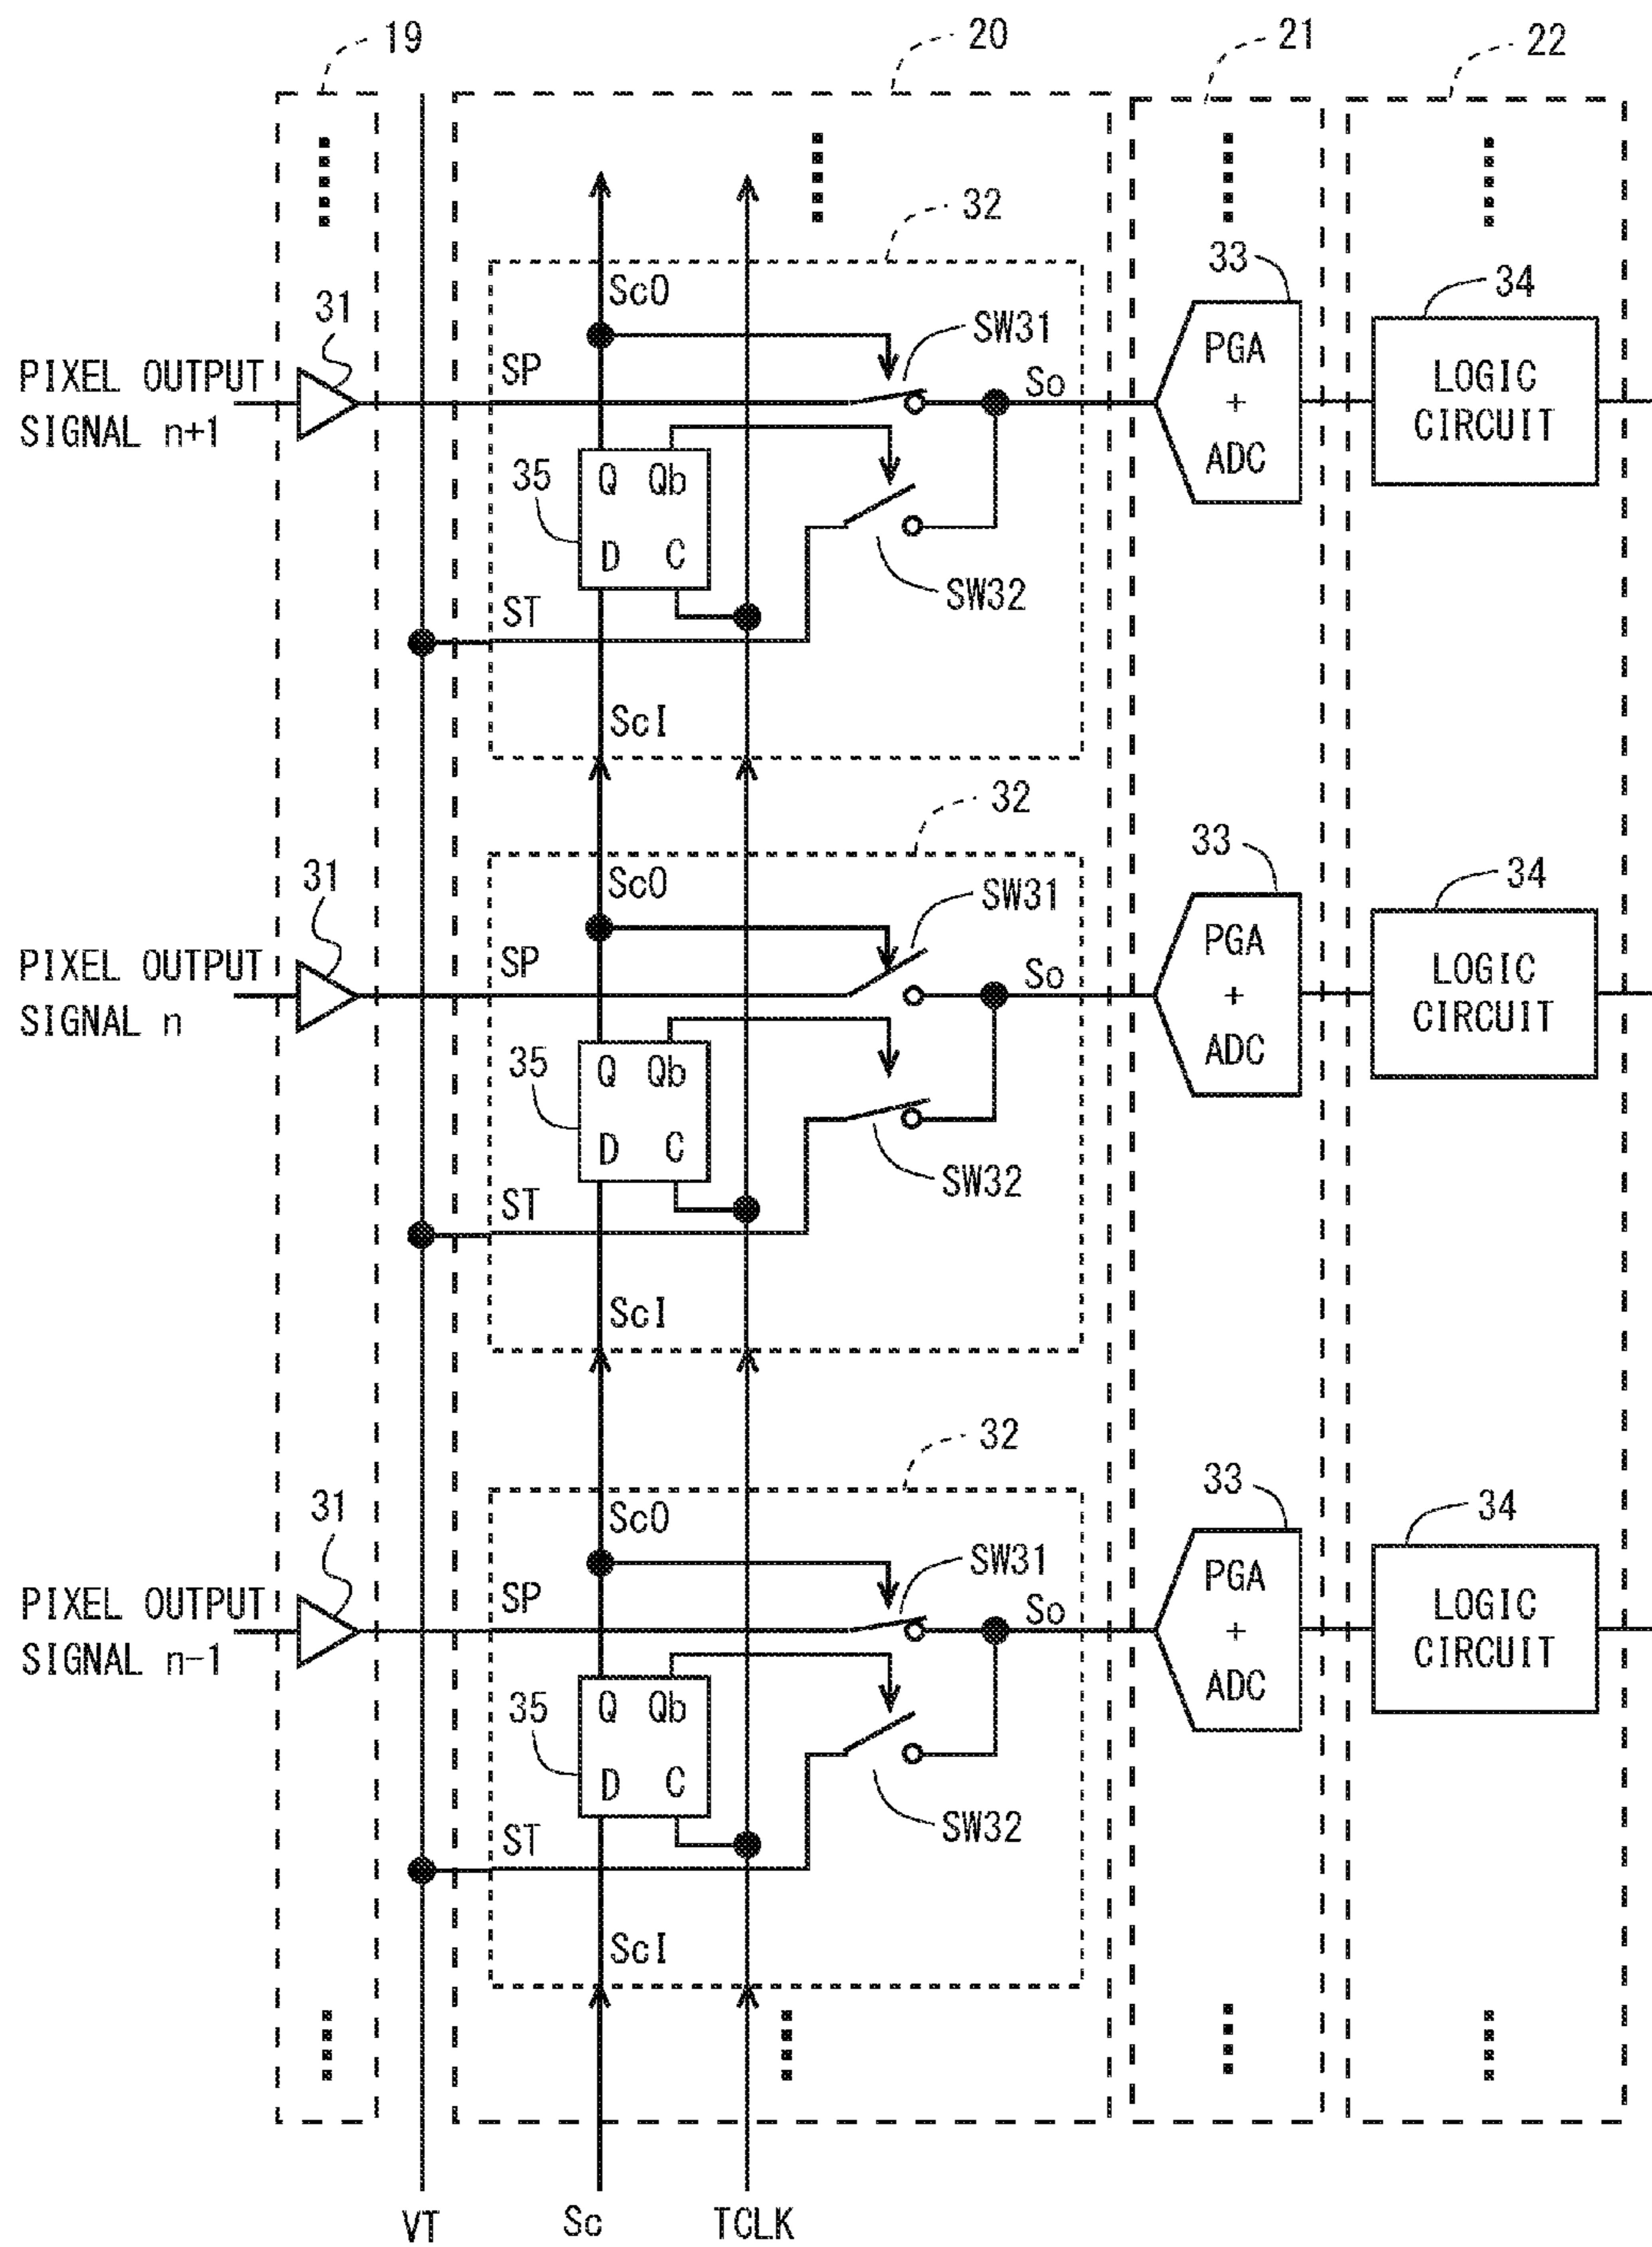 19
20
21
22
32
33
34
31
Sc0
SW31
PIXEL OUTPUT
SIGNAL n+1
SP
So
PGA
+
ADC
LOGIC
CIRCUIT
35
Q Qb
D C
SW32
ST
ScI
32
33
34
31
Sc0
SW31
PIXEL OUTPUT
SIGNAL n
SP
So
PGA
+
ADC
LOGIC
CIRCUIT
35
Q Qb
D C
SW32
ST
ScI
32
33
34
31
Sc0
SW31
PIXEL OUTPUT
SIGNAL n-1
SP
So
PGA
+
ADC
LOGIC
CIRCUIT
35
Q Qb
D C
SW32
ST
ScI
VT
Sc
TCLK